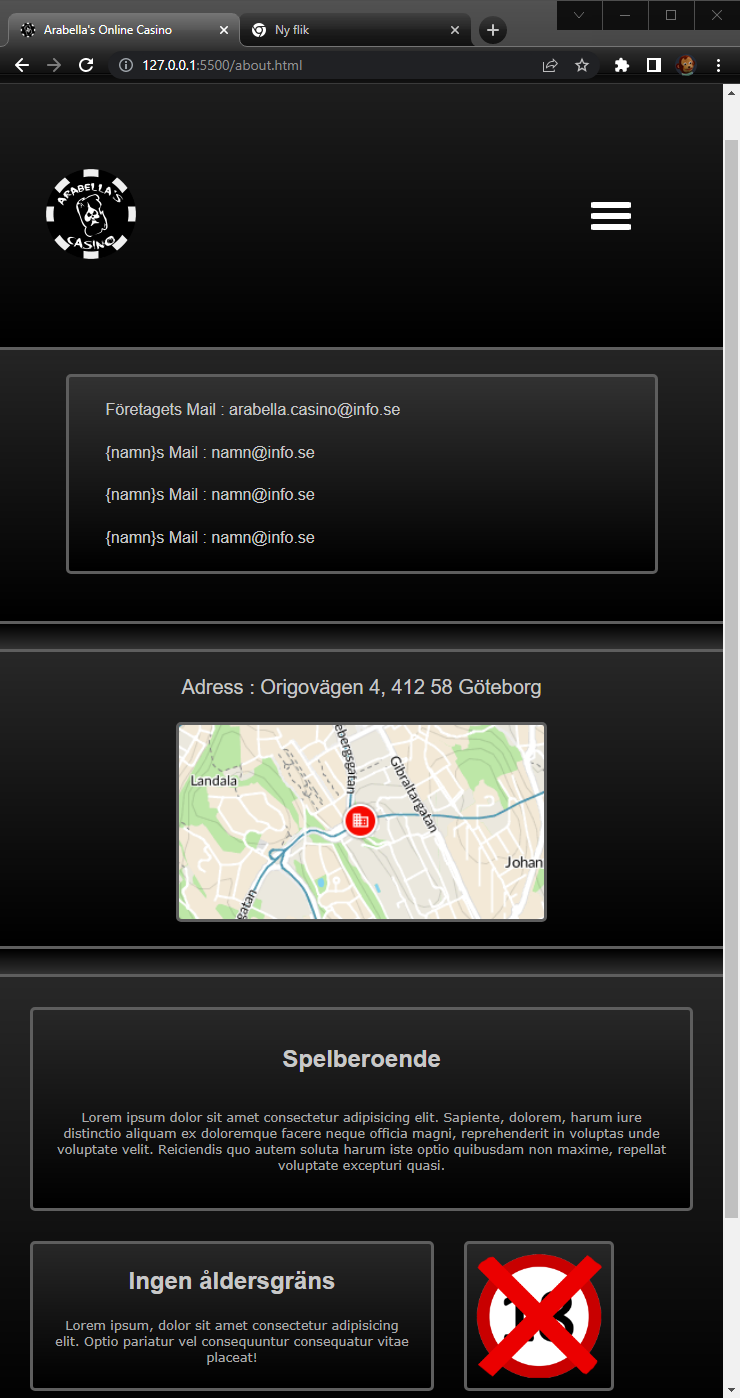 Arabella's Online Casino
Ny flik
127.0.0.1:5500/about.html
ARABELLA'S
CASINO
Företagets Mail : arabella.casino@info.se
{namn}s Mail : namn@info.se
{namn}s Mail : namn@info.se
{namn}s Mail : namn@info.se
Adress : Origovägen 4, 412 58 Göteborg
ebergsgatan
Landala
Gibraltargatan
Johan
gatan
Spelberoende
Lorem ipsum dolor sit amet consectetur adipisicing elit. Sapiente, dolorem, harum iure
distinctio aliquam ex doloremque facere neque officia magni, reprehenderit in voluptas unde
voluptate velit. Reiciendis quo autem soluta harum iste optio quibusdam non maxime, repellat
voluptate excepturi quasi.
Ingen åldersgräns
Lorem ipsum, dolor sit amet consectetur adipisicing
elit. Optio pariatur vel consequuntur consequatur vitae
placeat!
18